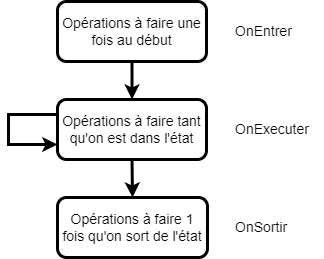 Opérations à faire une
fois au début
OnEntrer
Opérations à faire tant
qu'on est dans l'état
OnExecuter
Opérations à faire 1
fois qu'on sort de l'état
OnSortir